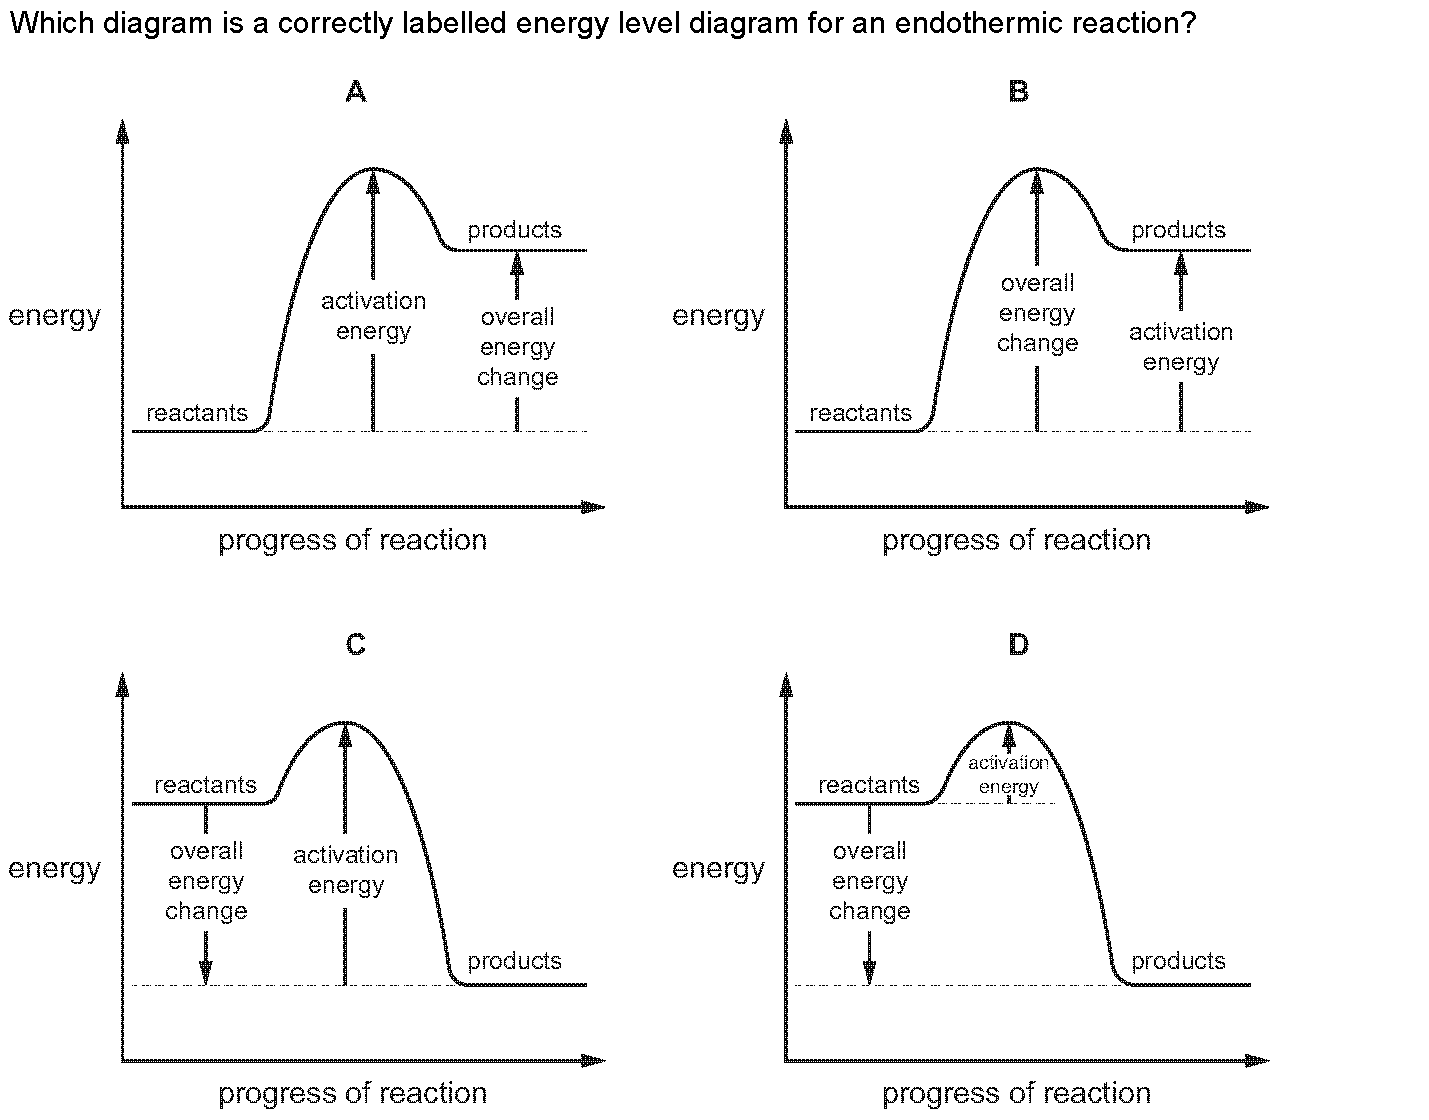 Which diagram is a correctly labelled energy level diagram for an endothermic reaction?
A
energy
reactants
activation
energy
products
overall
energy
change
progress of reaction
B
energy
reactants
overall
energy
change
products
activation
energy
progress of reaction
C
energy
reactants
overall
energy
change
activation
energy
products
progress of reaction
D
energy
reactants
overall
energy
change
activation
energy
products
progress of reaction